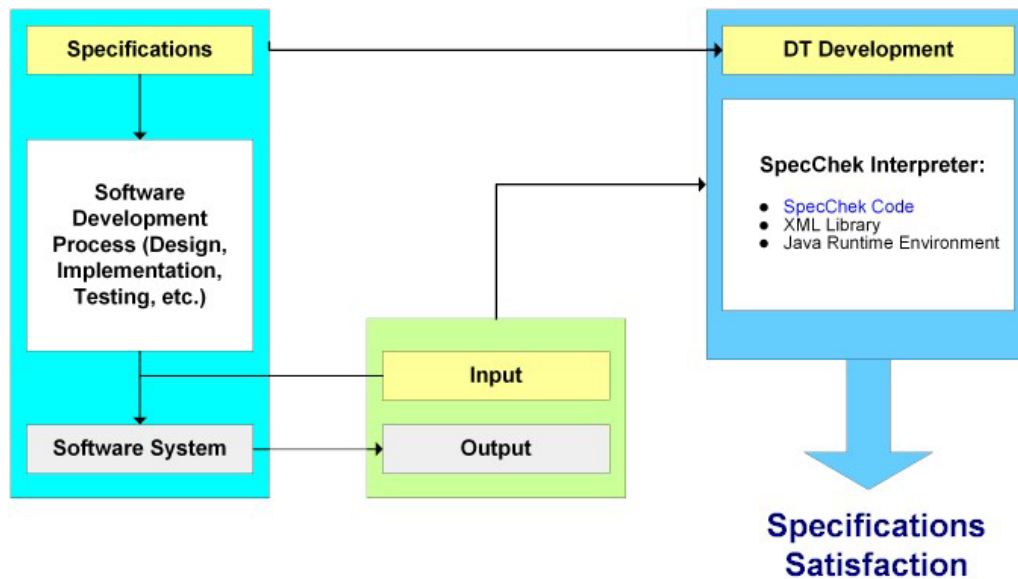 Specifications
Software
Development
Process (Design,
Implementation,
Testing, etc.)
Software System
Input
Output
DT Development
SpecChek Interpreter:
● SpecChek Code
● XML Library
● Java Runtime Environment
Specifications
Satisfaction